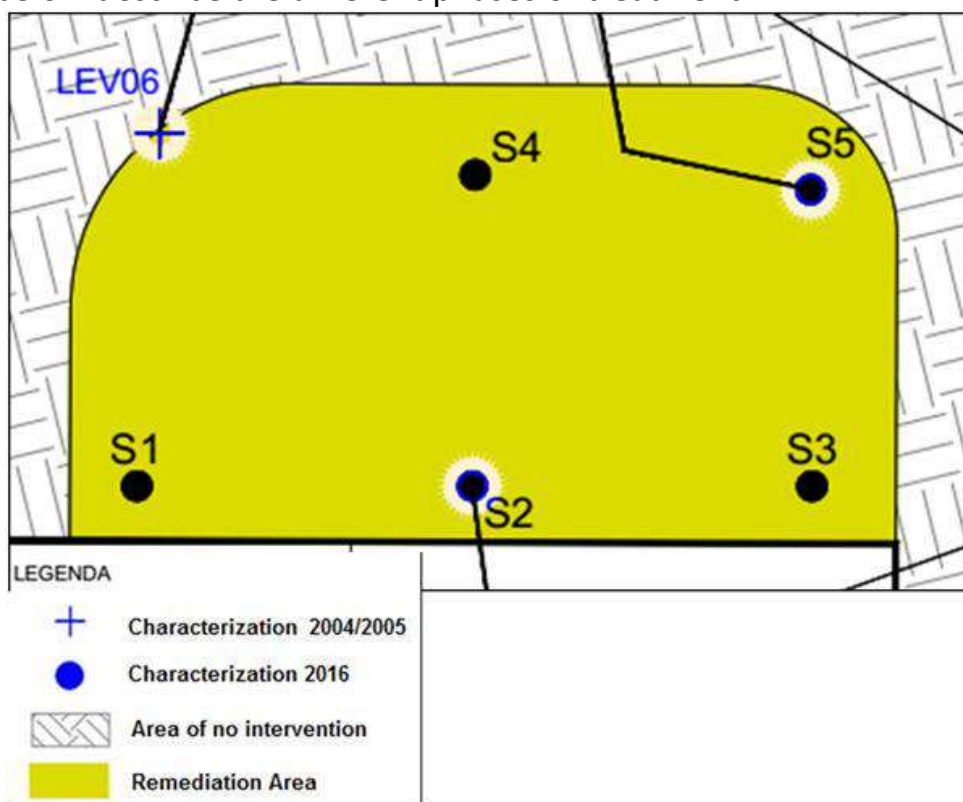 LEV06
S4
S5
S1
S2
S3
LEGENDA
Characterization 2004/2005
Characterization 2016
Area of no intervention
Remediation Area